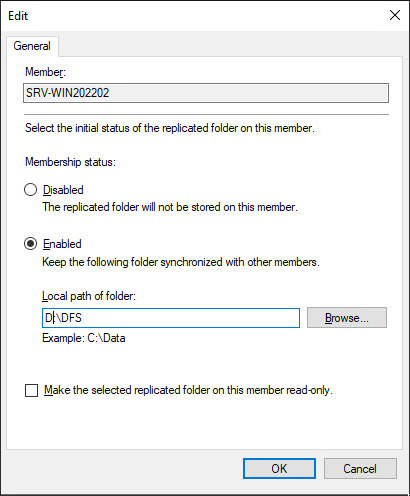 Edit
General
Member:
SRV-WIN202202
Select the initial status of the replicated folder on this member.
Membership status:
Disabled
The replicated folder will not be stored on this member.
Enabled
Keep the following folder synchronized with other members.
Local path of folder:
D:\DFS
Browse...
Example: C:\Data
Make the selected replicated folder on this member read-only.
OK
Cancel